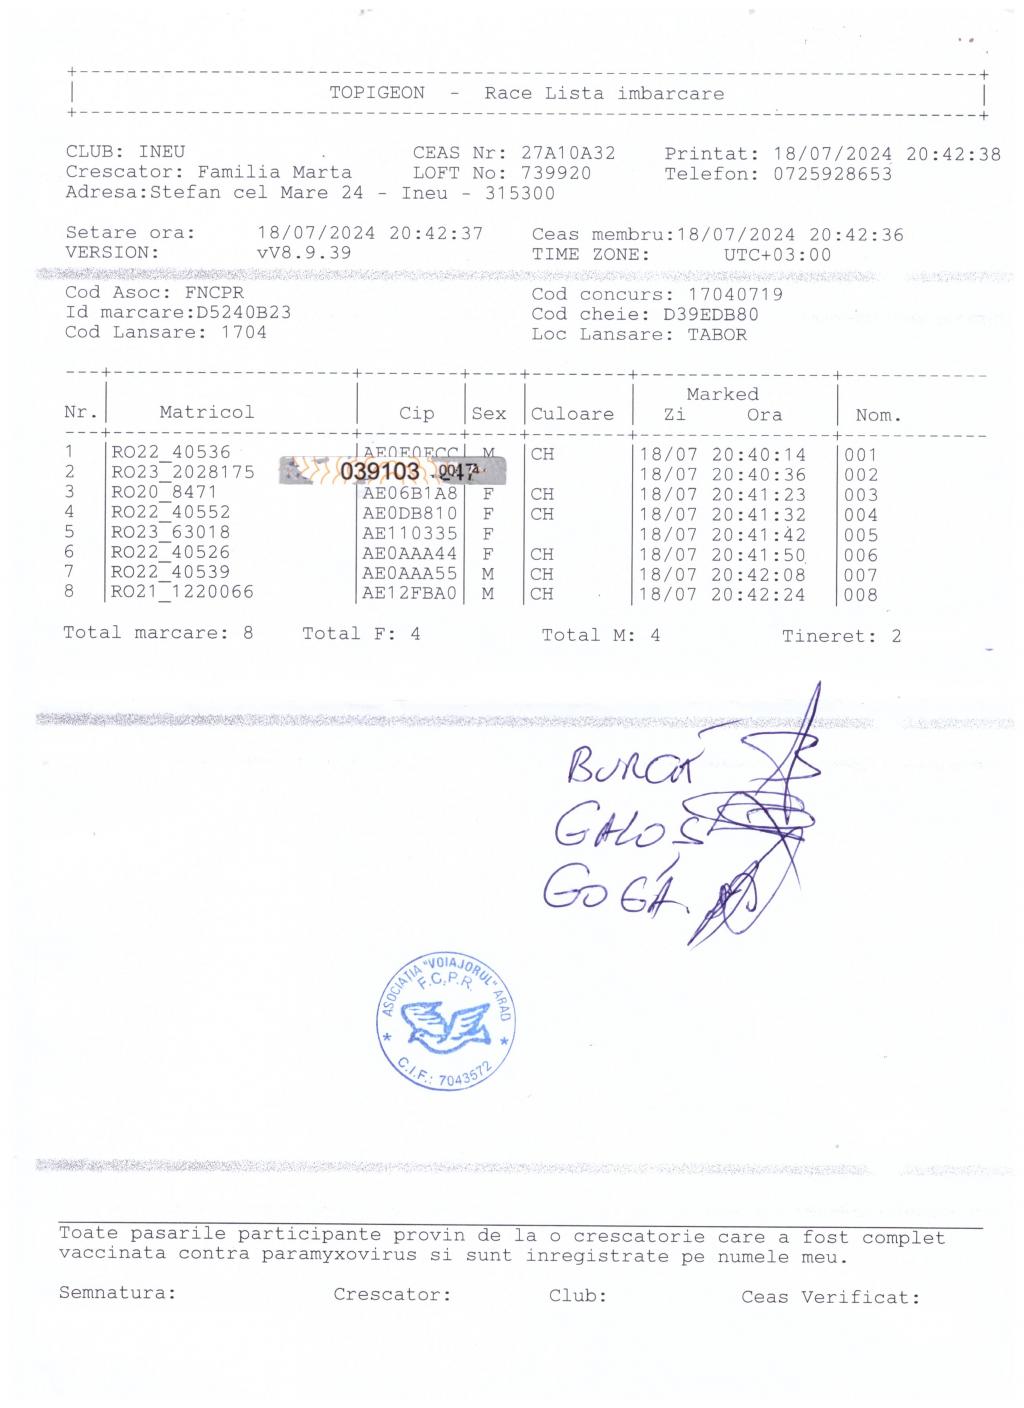 TOPIGEON - Race Lista imbarcare
CLUB: INEU CEAS Nr: 27A10A32 Printat: 18/07/2024 20:42:38
Crescator: Familia Marta LOFT No: 739920 Telefon: 0725928653
Adresa:Stefan cel Mare 24 - Ineu - 315300
Setare ora: 18/07/2024 20:42:37 Ceas membru:18/07/2024 20:42:36
VERSION: vV8.9.39 TIME ZONE: UTC+03:00
Cod Asoc: FNCPR Cod concurs: 17040719
Id marcare:D5240B23 Cod cheie: D39EDB80
Cod Lansare: 1704 Loc Lansare: TABOR
Marked
Nr. Matricol Cip Sex Culoare Zi Ora Nom.
1 RO22_40536 AE0E0ECC M CH 18/07 20:40:14 001
2 RO23_2028175 039103 18/07 20:40:36 002
3 RO20_8471 AE06B1A8 F CH 18/07 20:41:23 003
4 RO22_40552 AE0DB810 F CH 18/07 20:41:32 004
5 RO23_63018 AE110335 F 18/07 20:41:42 005
6 RO22_40526 AE0AAA44 F CH 18/07 20:41:50 006
7 RO22_40539 AE0AAA55 M CH 18/07 20:42:08 007
8 RO21_1220066 AE12FBA0 M CH 18/07 20:42:24 008
Total marcare: 8 Total F: 4 Total M: 4 Tineret: 2
BURCĂ
GALOȘ
GOGA
ASOCIATIA "VOIAJORUL" ARAD
F.C.P.R.
C.I.F.: 7043572
Toate pasarile participante provin de la o crescatorie care a fost complet
vaccinata contra paramyxovirus si sunt inregistrate pe numele meu.
Semnatura: Crescator: Club: Ceas Verificat: